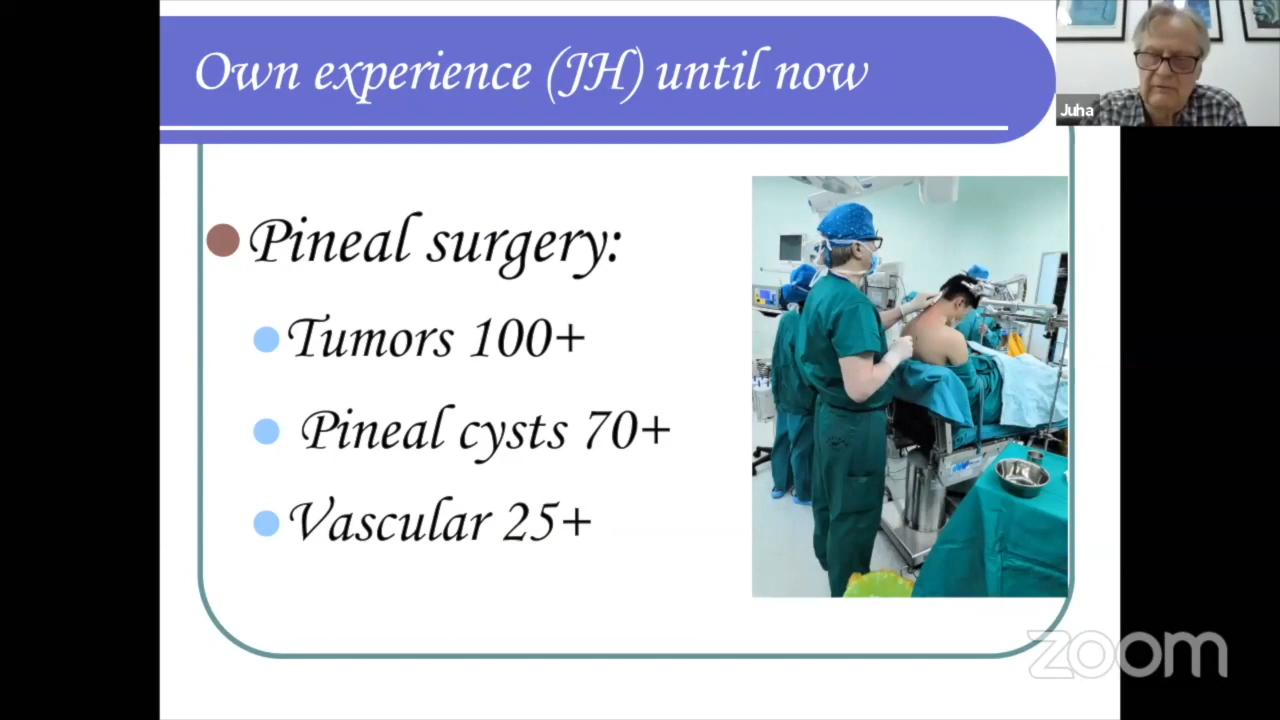 Own experience (JH) until now
Juha
Pineal surgery:
Tumors 100+
Pineal cysts 70+
Vascular 25+
zoom